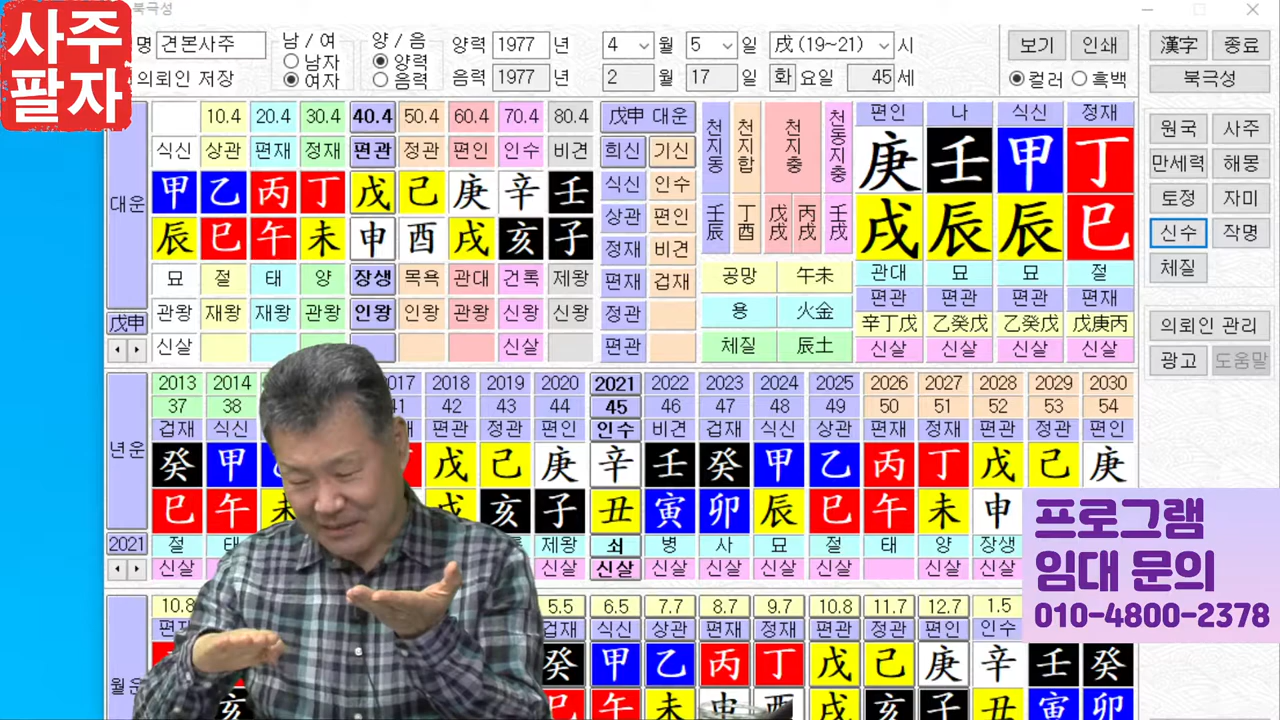 사주
팔자
북극성
명 견본사주 남 / 여 양 / 음 양력 1977 년 4 월 5 일 戌 (19~21) 시 보기 인쇄 漢字 종료
의뢰인 저장 남자 여자 양력 음력 음력 1977 년 2 월 17 일 화 요일 45 세 컬러 흑백 북극성
10.4 20.4 30.4 40.4 50.4 60.4 70.4 80.4 戊申 대운 천지동 천지합 천지충 천동지충 편인 나 식신 정재
식신 상관 편재 정재 편관 정관 편인 인수 비견 희신 기신
대운 甲 乙 丙 丁 戊 己 庚 辛 壬 식신 인수 庚 壬 甲 丁
辰 巳 午 未 申 酉 戌 亥 子 상관 편인 壬辰 丁酉 戊戌 丙戌 壬戌 戌 辰 辰 巳
정재 비견
묘 절 태 양 장생 목욕 관대 건록 제왕 편재 겁재 공망 午未 관대 묘 묘 절
戊申 관왕 재왕 재왕 관왕 인왕 인왕 관왕 신왕 신왕 정관 용 火金 편관 편관 편관 편재
辛丁戊 乙癸戊 乙癸戊 戊庚丙
신살 신살 편관 체질 辰土 신살 신살 신살 신살
원국 사주
만세력 해몽
토정 자미
신수 작명
체질
의뢰인 관리
광고 도움말
2013 2014 017 2018 2019 2020 2021 2022 2023 2024 2025 2026 2027 2028 2029 2030
37 38 41 42 43 44 45 46 47 48 49 50 51 52 53 54
겁재 식신 편관 정관 편인 인수 비견 겁재 식신 상관 편재 정재 편관 정관 편인
년운 癸 甲 戊 己 庚 辛 壬 癸 甲 乙 丙 丁 戊 己 庚
巳 午 未 戌 亥 子 丑 寅 卯 辰 巳 午 未 申
2021 절 태 제왕 쇠 병 사 묘 절 태 양 장생
신살 신살 신살 신살 신살 신살 신살 신살 신살 신살 신살
프로그램
임대 문의
010-4800-2378
10.8 5.5 6.5 7.7 8.7 9.7 10.8 11.7 12.7 1.5
겁재 식신 상관 편재 정재 편관 정관 편인 인수
월운 癸 甲 乙 丙 丁 戊 己 庚 辛 壬 癸
亥 巳 午 未 申 酉 戌 亥 子 丑 寅 卯